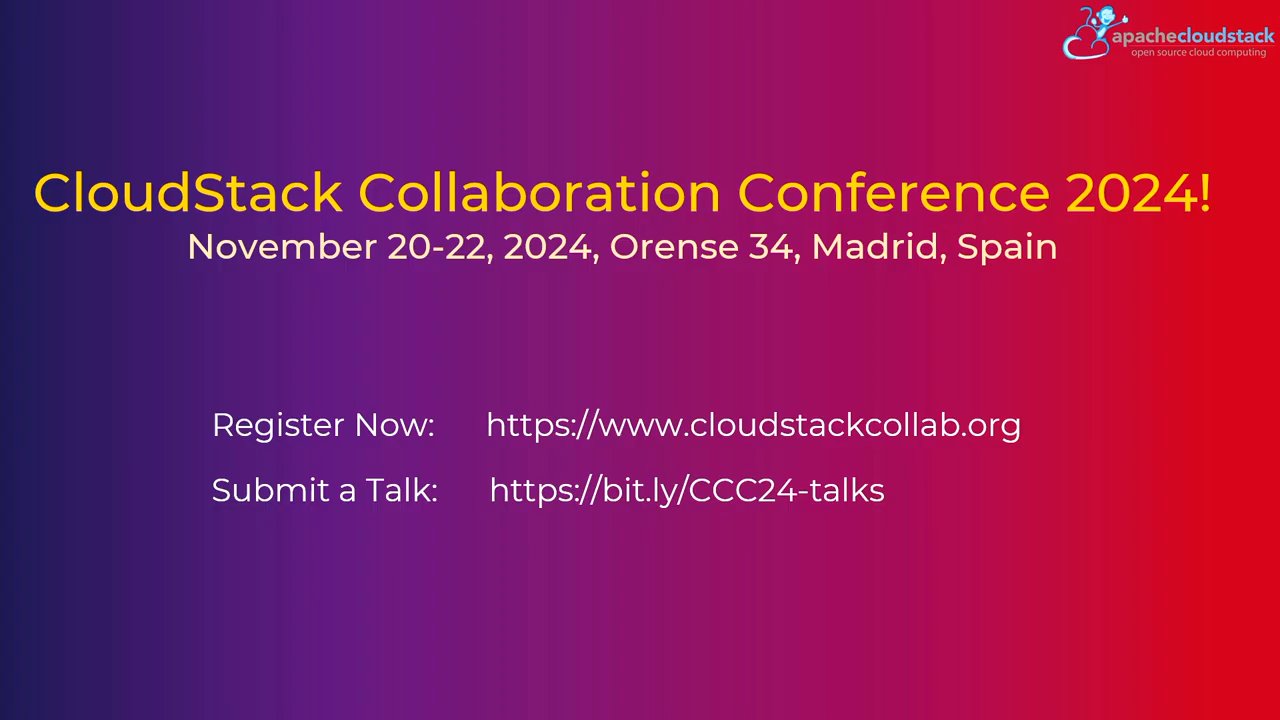 apachecloudstack
open source cloud computing
CloudStack Collaboration Conference 2024!
November 20-22, 2024, Orense 34, Madrid, Spain
Register Now: https://www.cloudstackcollab.org
Submit a Talk: https://bit.ly/CCC24-talks